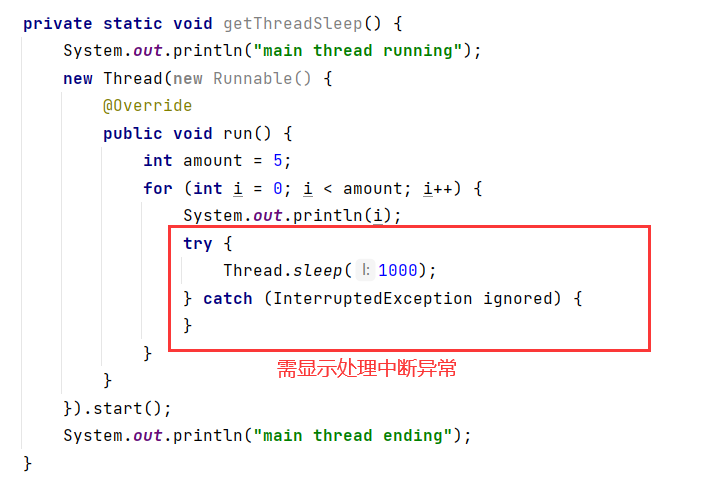 private static void getThreadSleep() {
    System.out.println("main thread running");
    new Thread(new Runnable() {
        @Override
        public void run() {
            int amount = 5;
            for (int i = 0; i < amount; i++) {
                System.out.println(i);
                try {
                    Thread.sleep( l: 1000);
                } catch (InterruptedException ignored) {
                }
            }
需显示处理中断异常
        }
    }).start();
    System.out.println("main thread ending");
}